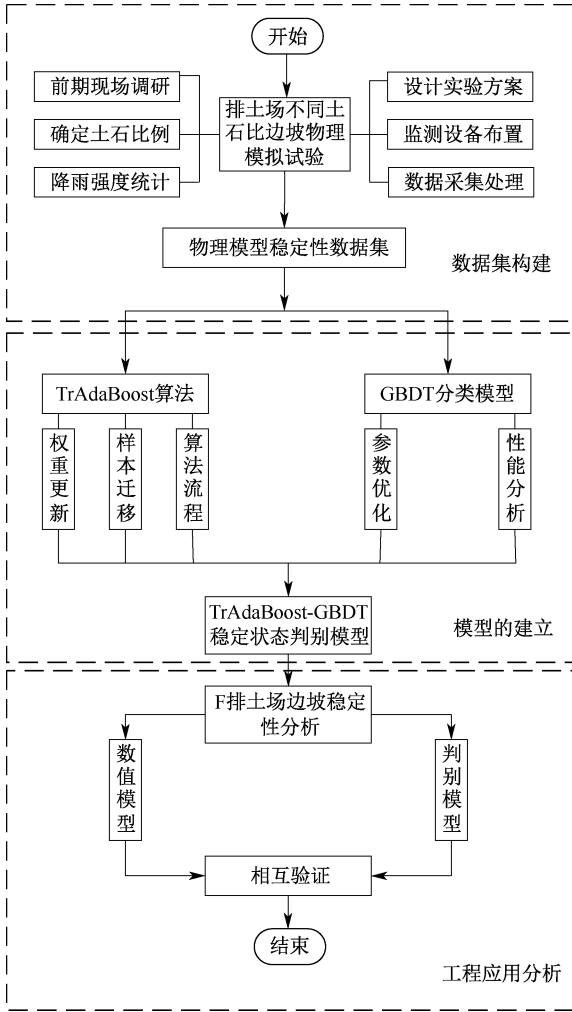 开始
前期现场调研
确定土石比例
降雨强度统计
排土场不同土
石比边坡物理
模拟试验
设计实验方案
监测设备布置
数据采集处理
物理模型稳定性数据集
数据集构建
TrAdaBoost算法
GBDT分类模型
权重更新
样本迁移
算法流程
参数优化
性能分析
TrAdaBoost-GBDT
稳定状态判别模型
模型的建立
F排土场边坡稳定
性分析
数值模型
判别模型
相互验证
结束
工程应用分析